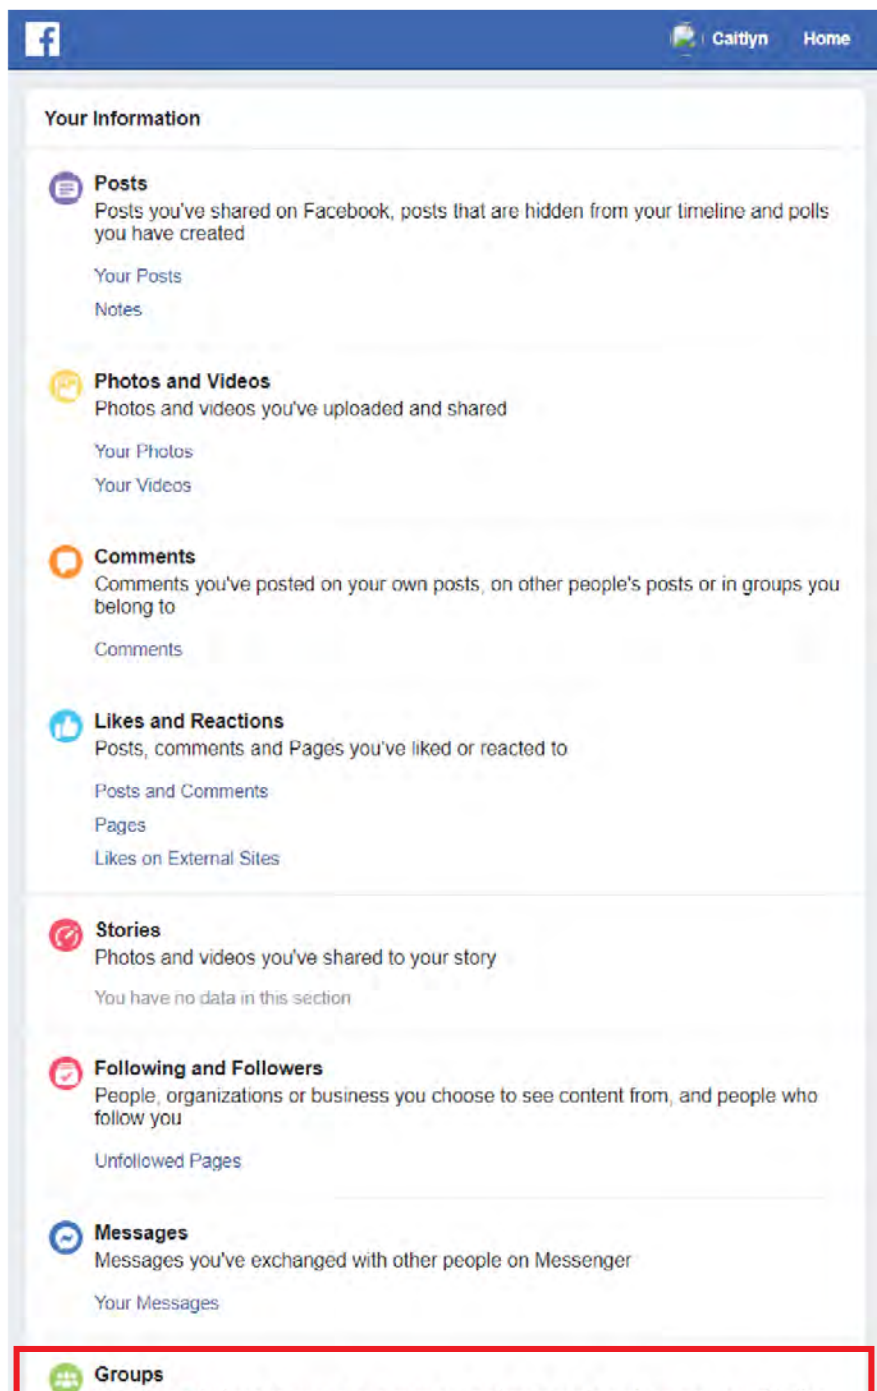 f
Caitlyn Home
Your Information
Posts
Posts you've shared on Facebook, posts that are hidden from your timeline and polls
you have created
Your Posts
Notes
Photos and Videos
Photos and videos you've uploaded and shared
Your Photos
Your Videos
Comments
Comments you've posted on your own posts, on other people's posts or in groups you
belong to
Comments
Likes and Reactions
Posts, comments and Pages you've liked or reacted to
Posts and Comments
Pages
Likes on External Sites
Stories
Photos and videos you've shared to your story
You have no data in this section
Following and Followers
People, organizations or business you choose to see content from, and people who
follow you
Unfollowed Pages
Messages
Messages you've exchanged with other people on Messenger
Your Messages
Groups